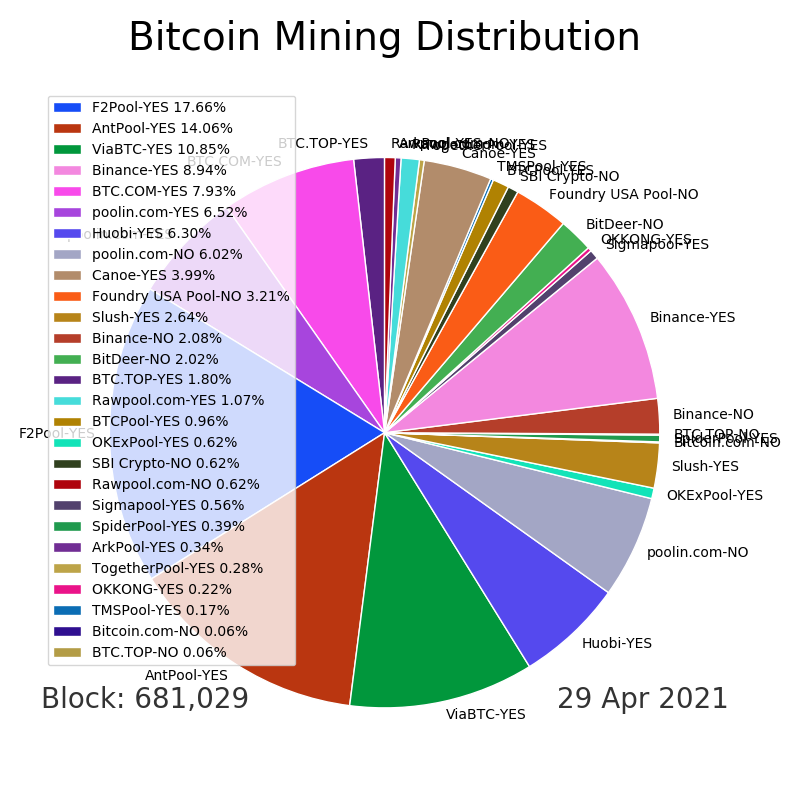 Bitcoin Mining Distribution
F2Pool-YES 17.66%
AntPool-YES 14.06%
ViaBTC-YES 10.85%
Binance-YES 8.94%
BTC.COM-YES 7.93%
poolin.com-YES 6.52%
Huobi-YES 6.30%
poolin.com-NO 6.02%
Canoe-YES 3.99%
Foundry USA Pool-NO 3.21%
Slush-YES 2.64%
Binance-NO 2.08%
BitDeer-NO 2.02%
BTC.TOP-YES 1.80%
Rawpool.com-YES 1.07%
BTCPool-YES 0.96%
OKExPool-YES 0.62%
SBI Crypto-NO 0.62%
Rawpool.com-NO 0.62%
Sigmapool-YES 0.56%
SpiderPool-YES 0.39%
ArkPool-YES 0.34%
TogetherPool-YES 0.28%
OKKONG-YES 0.22%
TMSPool-YES 0.17%
Bitcoin.com-NO 0.06%
BTC.TOP-NO 0.06%
BTC.TOP-YES
BTC.COM-YES
F2Pool-YES
AntPool-YES
ViaBTC-YES
Huobi-YES
poolin.com-NO
OKExPool-YES
Slush-YES
Bitcoin.com-NO
SpiderPool-YES
BTC.TOP-NO
Binance-NO
Binance-YES
Sigmapool-YES
OKKONG-YES
BitDeer-NO
Foundry USA Pool-NO
SBI Crypto-NO
BTCPool-YES
TMSPool-YES
Canoe-YES
Block: 681,029
29 Apr 2021